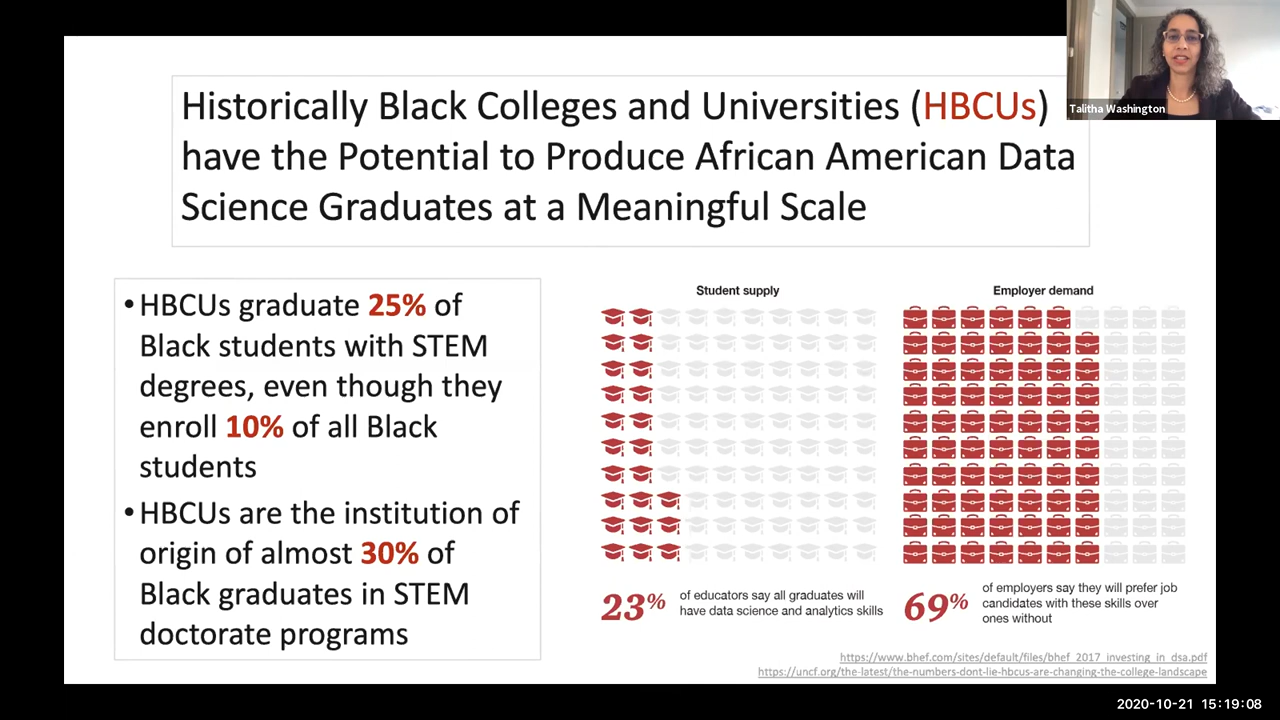 Historically Black Colleges and Universities (HBCUs)
have the Potential to Produce African American Data
Science Graduates at a Meaningful Scale
Talitha Washington
•HBCUs graduate 25% of
Black students with STEM
degrees, even though they
enroll 10% of all Black
students
•HBCUs are the institution of
origin of almost 30% of
Black graduates in STEM
doctorate programs
Student supply
23%
of educators say all graduates will
have data science and analytics skills
Employer demand
69%
of employers say they will prefer job
candidates with these skills over
ones without
https://www.bhef.com/sites/default/files/bhef_2017_investing_in_dsa.pdf
https://uncf.org/the-latest/the-numbers-dont-lie-hbcus-are-changing-the-college-landscape
2020-10-21 15:19:08